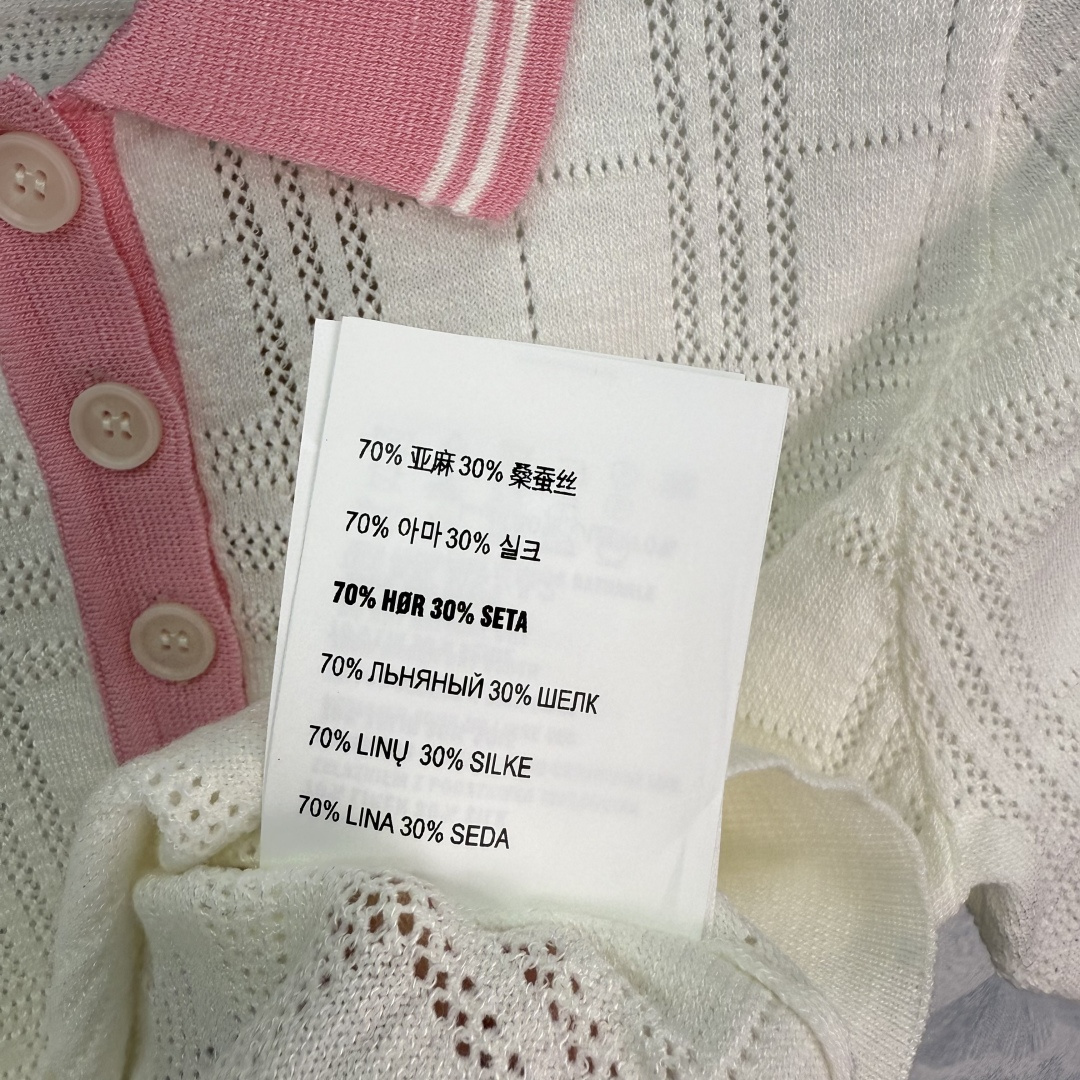 70% 亚麻 30% 桑蚕丝
70% 아마 30% 실크
70% HØR 30% SETA
70% ЛЬНЯНЫЙ 30% ШЕЛК
70% LINŲ 30% SILKE
70% LINA 30% SEDA